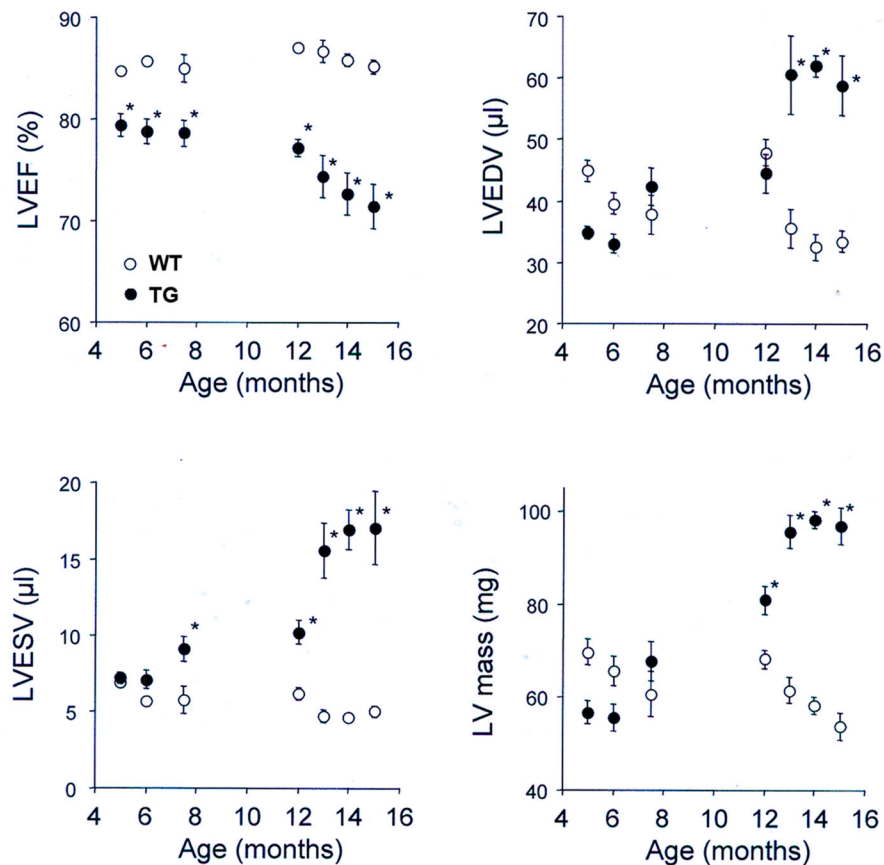 LVEF (%)
90
80
70
60
* * * * * * *
○ WT
● TG
4 6 8 10 12 14 16
Age (months)
LVEDV (µl)
80
70
60
50
40
30
20
* * *
4 6 8 10 12 14 16
Age (months)
LVESV (µl)
20
15
10
5
0
* * * * *
4 6 8 10 12 14 16
Age (months)
LV mass (mg)
100
80
60
40
* * * *
4 6 8 10 12 14 16
Age (months)